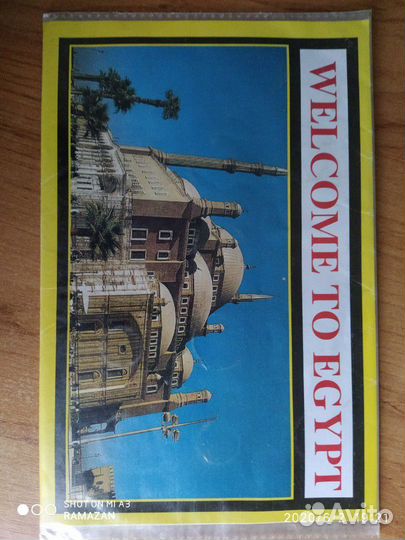 WELCOME TO EGYPT
SHOT ON MI A3
RAMAZAN
Avito